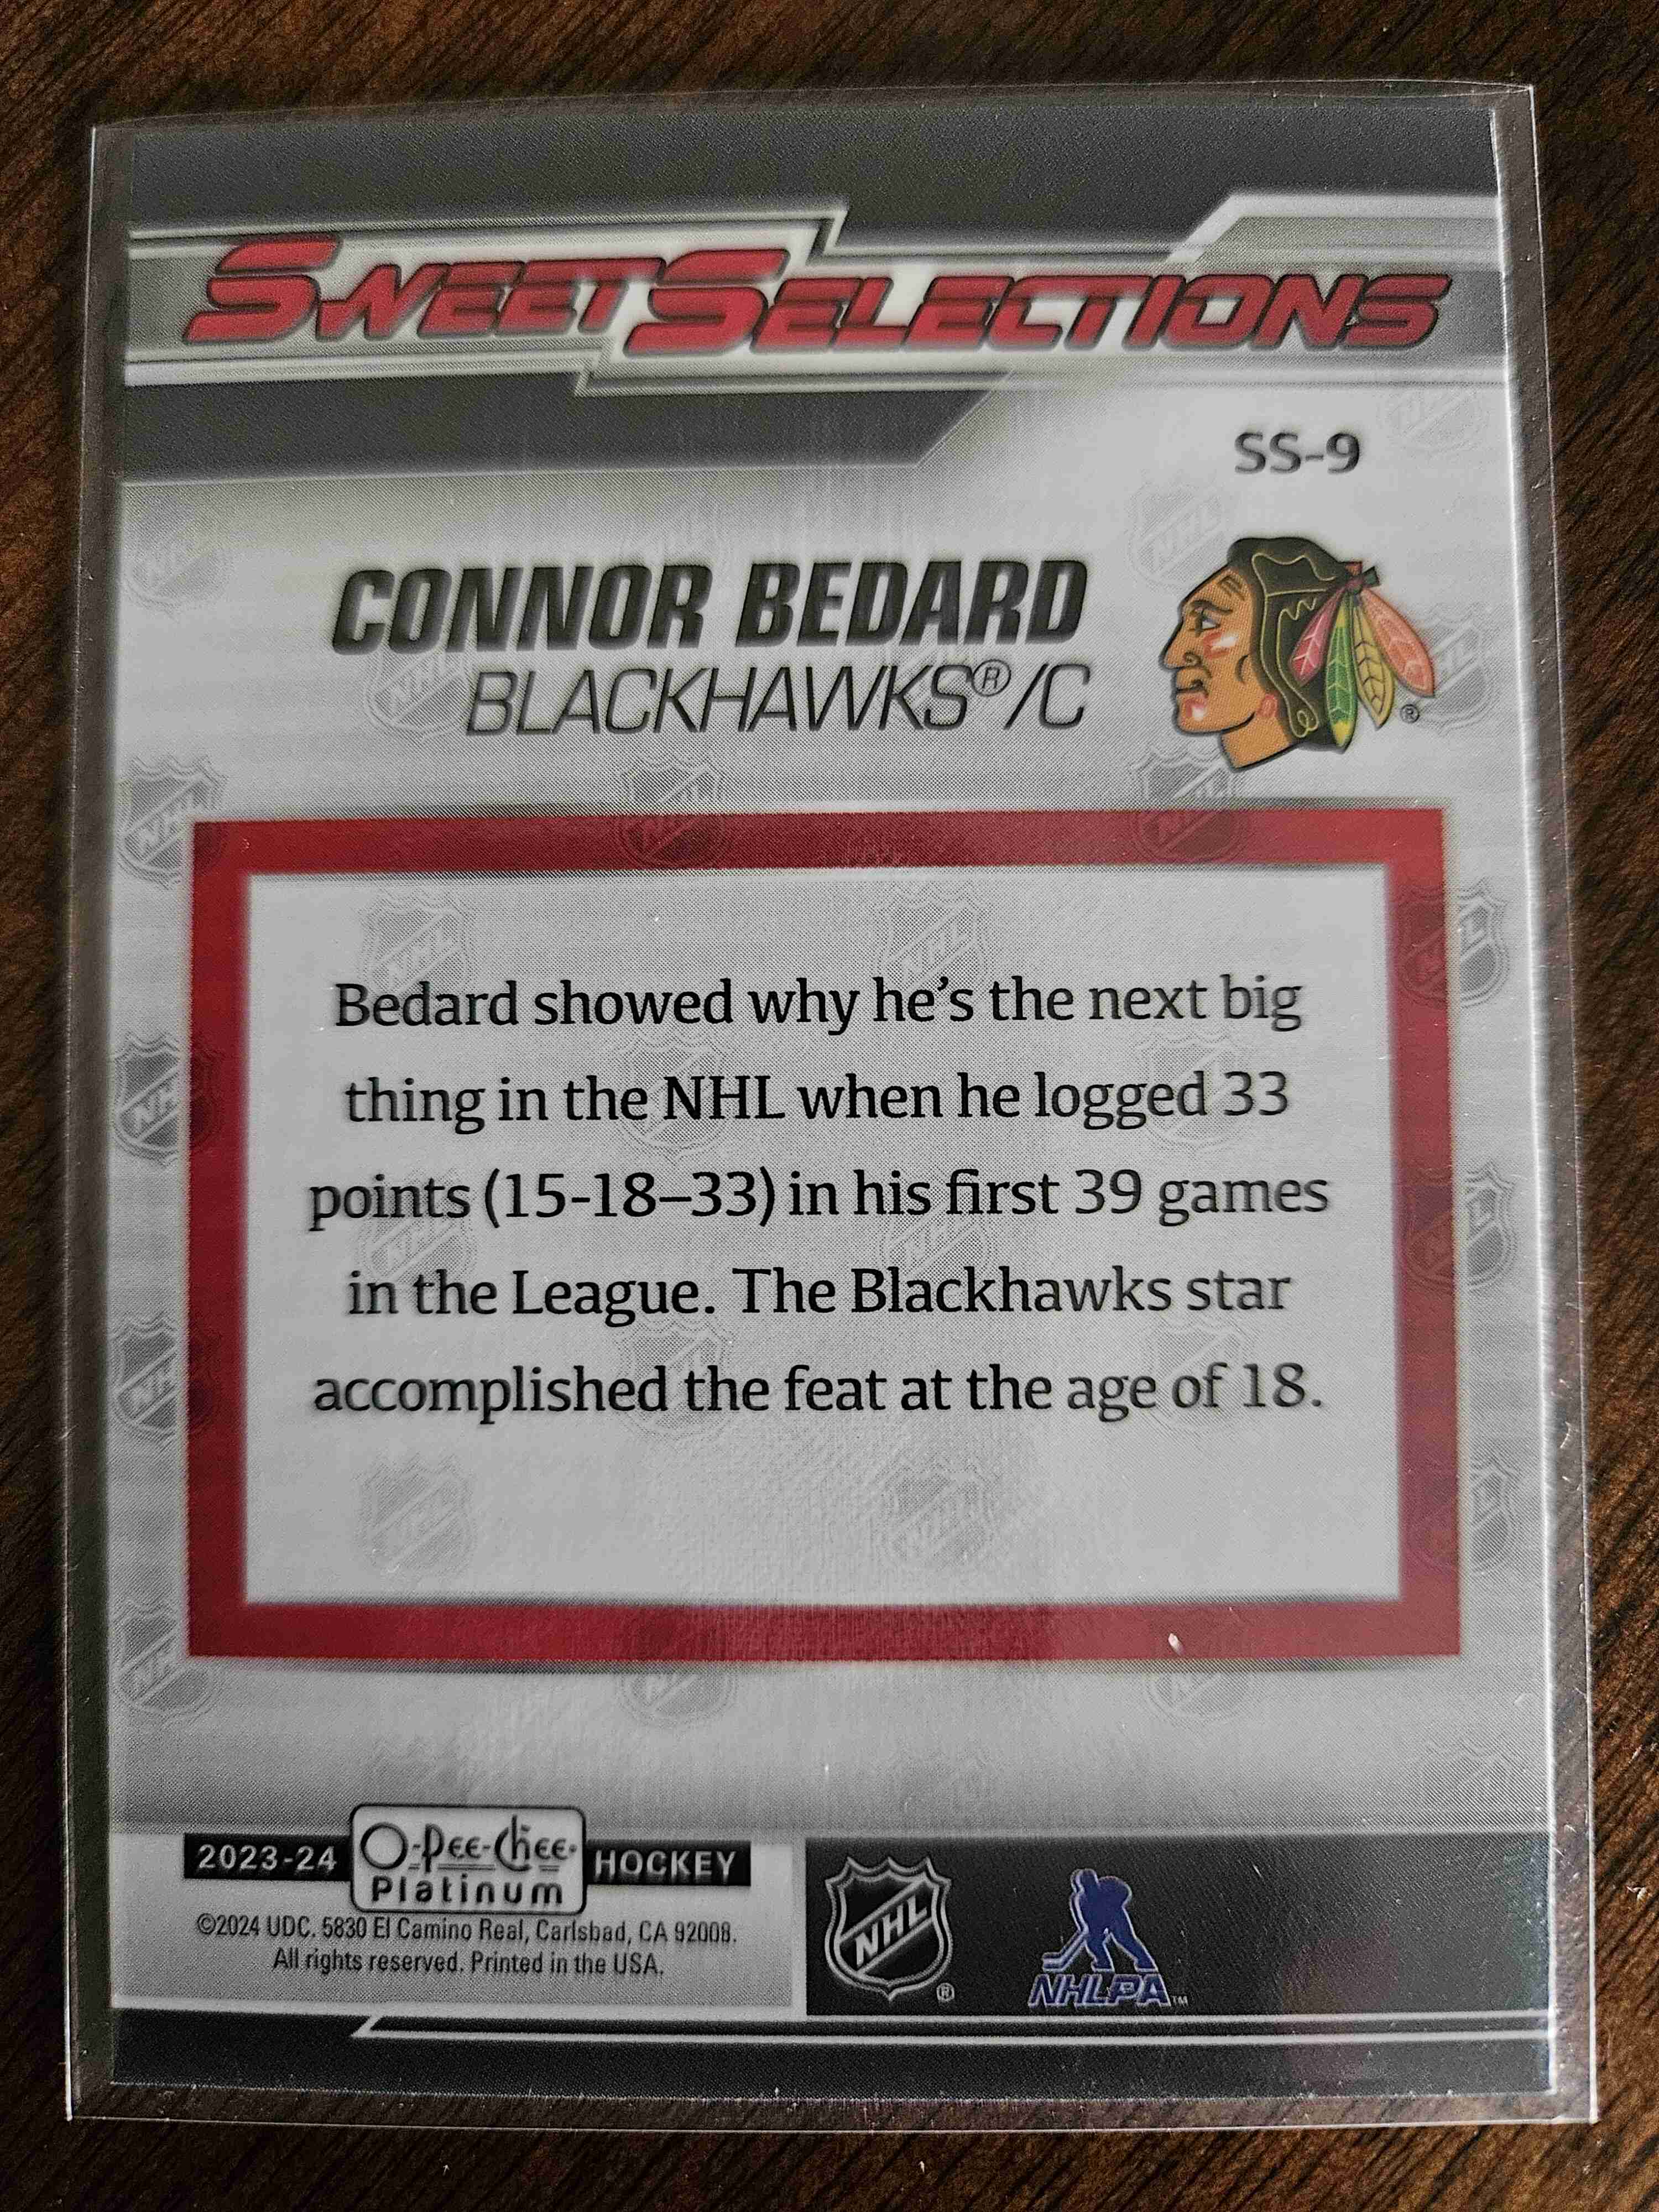 SWEET SELECTIONS
SS-9
CONNOR BEDARD
BLACKHAWKS®/C
®
Bedard showed why he's the next big
thing in the NHL when he logged 33
points (15-18–33) in his first 39 games
in the League. The Blackhawks star
accomplished the feat at the age of 18.
2023-24 O-Pee-Chee Platinum HOCKEY
©2024 UDC. 5830 El Camino Real, Carlsbad, CA 92008.
All rights reserved. Printed in the USA.
NHL ®
NHLPA™